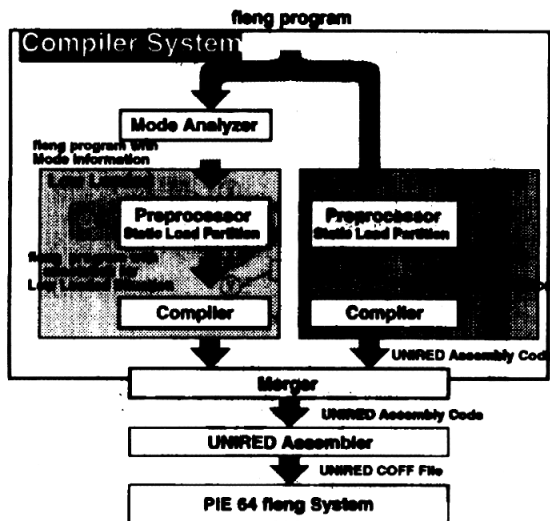 fleng program
Compiler System
Mode Analyzer
fleng program with
Mode Information
Preprocessor
Static Load Partition
Preprocessor
Static Load Partition
Compiler
Compiler
UNIRED Assembly Cod
Merger
UNIRED Assembly Code
UNIRED Assembler
UNIRED COFF File
PIE 64 fleng System